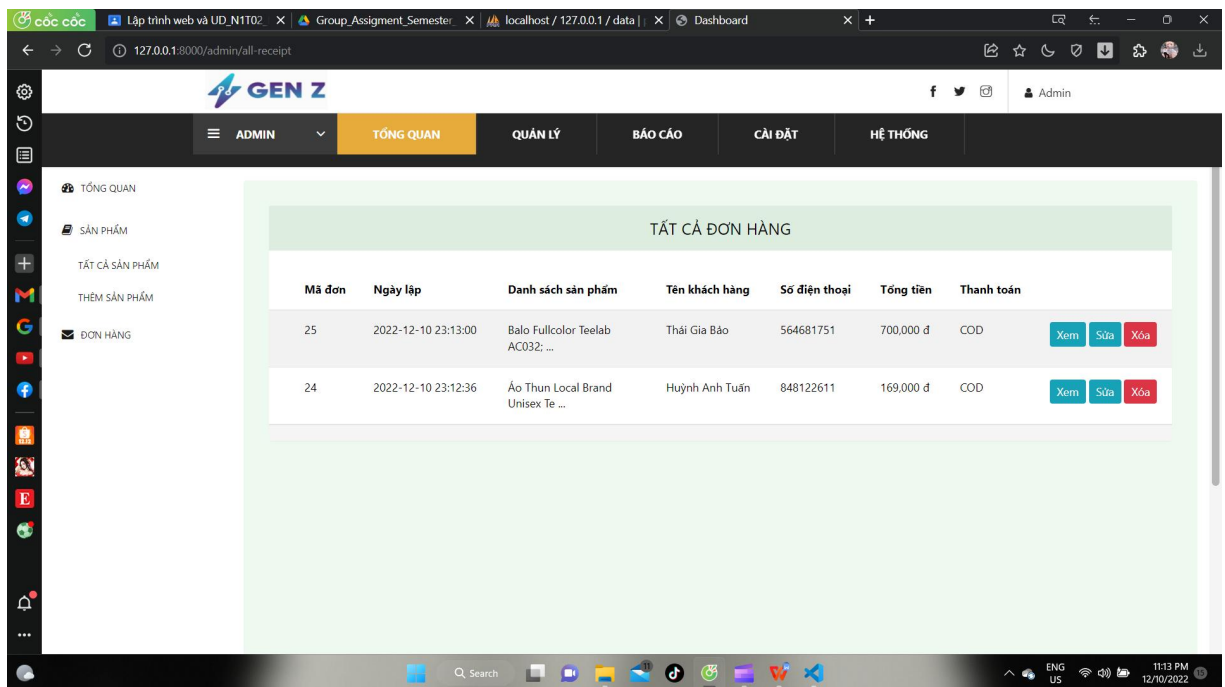 cốc cốc
Lập trình web và UD_N1T02_
Group_Assigment_Semester_
localhost / 127.0.0.1 / data |
Dashboard
127.0.0.1:8000/admin/all-receipt
GEN Z
Admin
ADMIN
TỔNG QUAN
QUẢN LÝ
BÁO CÁO
CÀI ĐẶT
HỆ THỐNG
TỔNG QUAN
SẢN PHẨM
TẤT CẢ SẢN PHẨM
THÊM SẢN PHẨM
ĐƠN HÀNG
TẤT CẢ ĐƠN HÀNG
Mã đơn Ngày lập Danh sách sản phẩm Tên khách hàng Số điện thoại Tổng tiền Thanh toán
25 2022-12-10 23:13:00 Balo Fullcolor Teelab Thái Gia Bảo 564681751 700,000 đ COD Xem Sửa Xóa
AC032; ...
24 2022-12-10 23:12:36 Áo Thun Local Brand Huỳnh Anh Tuấn 848122611 169,000 đ COD Xem Sửa Xóa
Unisex Te ...
Search
ENG
US
11:13 PM
12/10/2022